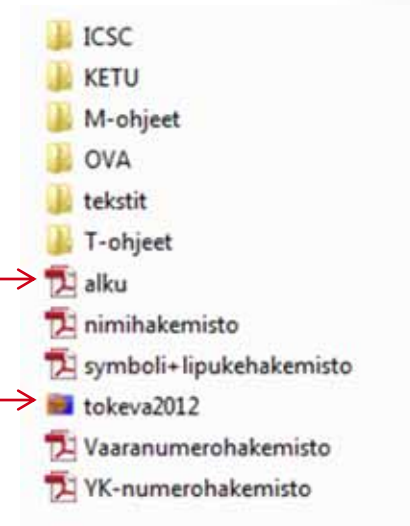 ICSC
KETU
M-ohjeet
OVA
tekstit
T-ohjeet
alku
nimihakemisto
symboli+lipukehakemisto
tokeva2012
Vaaranumerohakemisto
YK-numerohakemisto